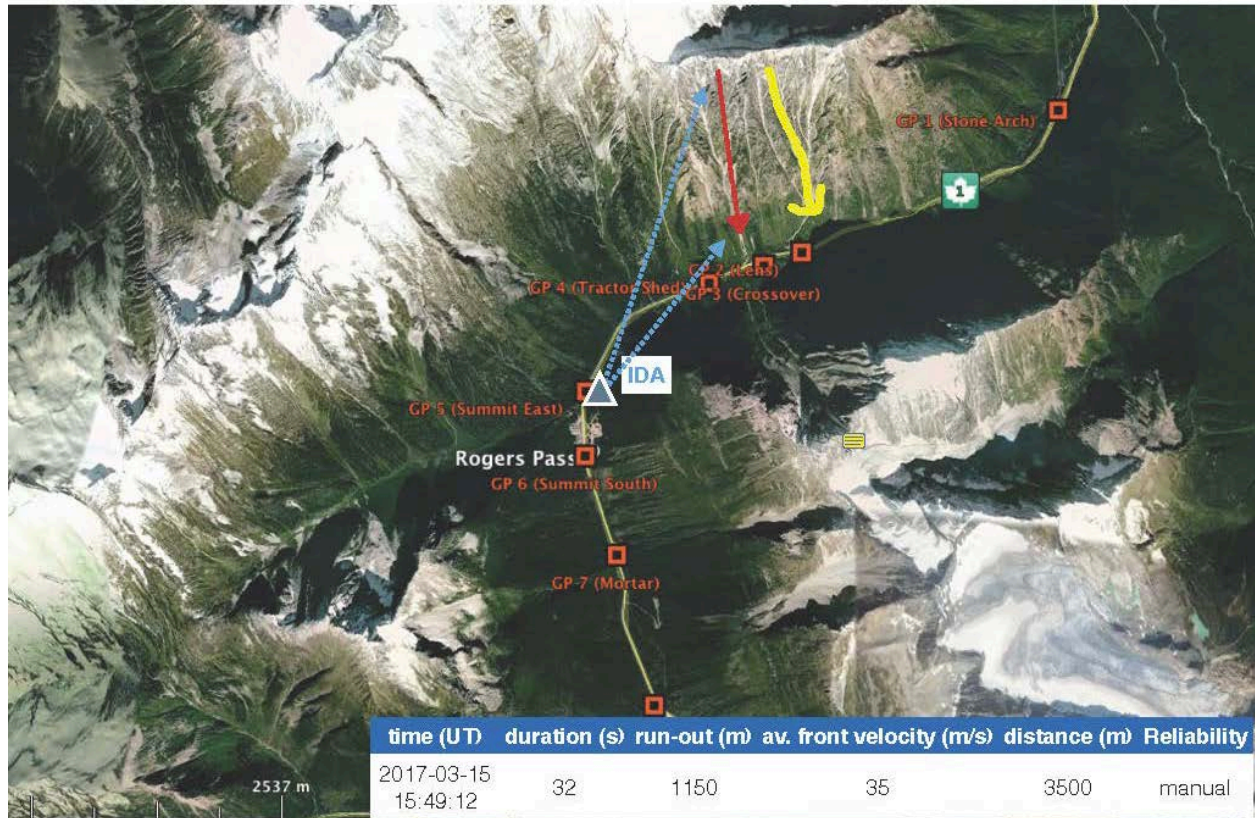 GP 1 (Stone Arch)
1
GP 2 (Lens)
GP 4 (Tractor Shed)
GP 3 (Crossover)
IDA
GP 5 (Summit East)
Rogers Pass
GP 6 (Summit South)
GP 7 (Mortar)
2537 m
time (UT) duration (s) run-out (m) av. front velocity (m/s) distance (m) Reliability
2017-03-15
15:49:12 32 1150 35 3500 manual